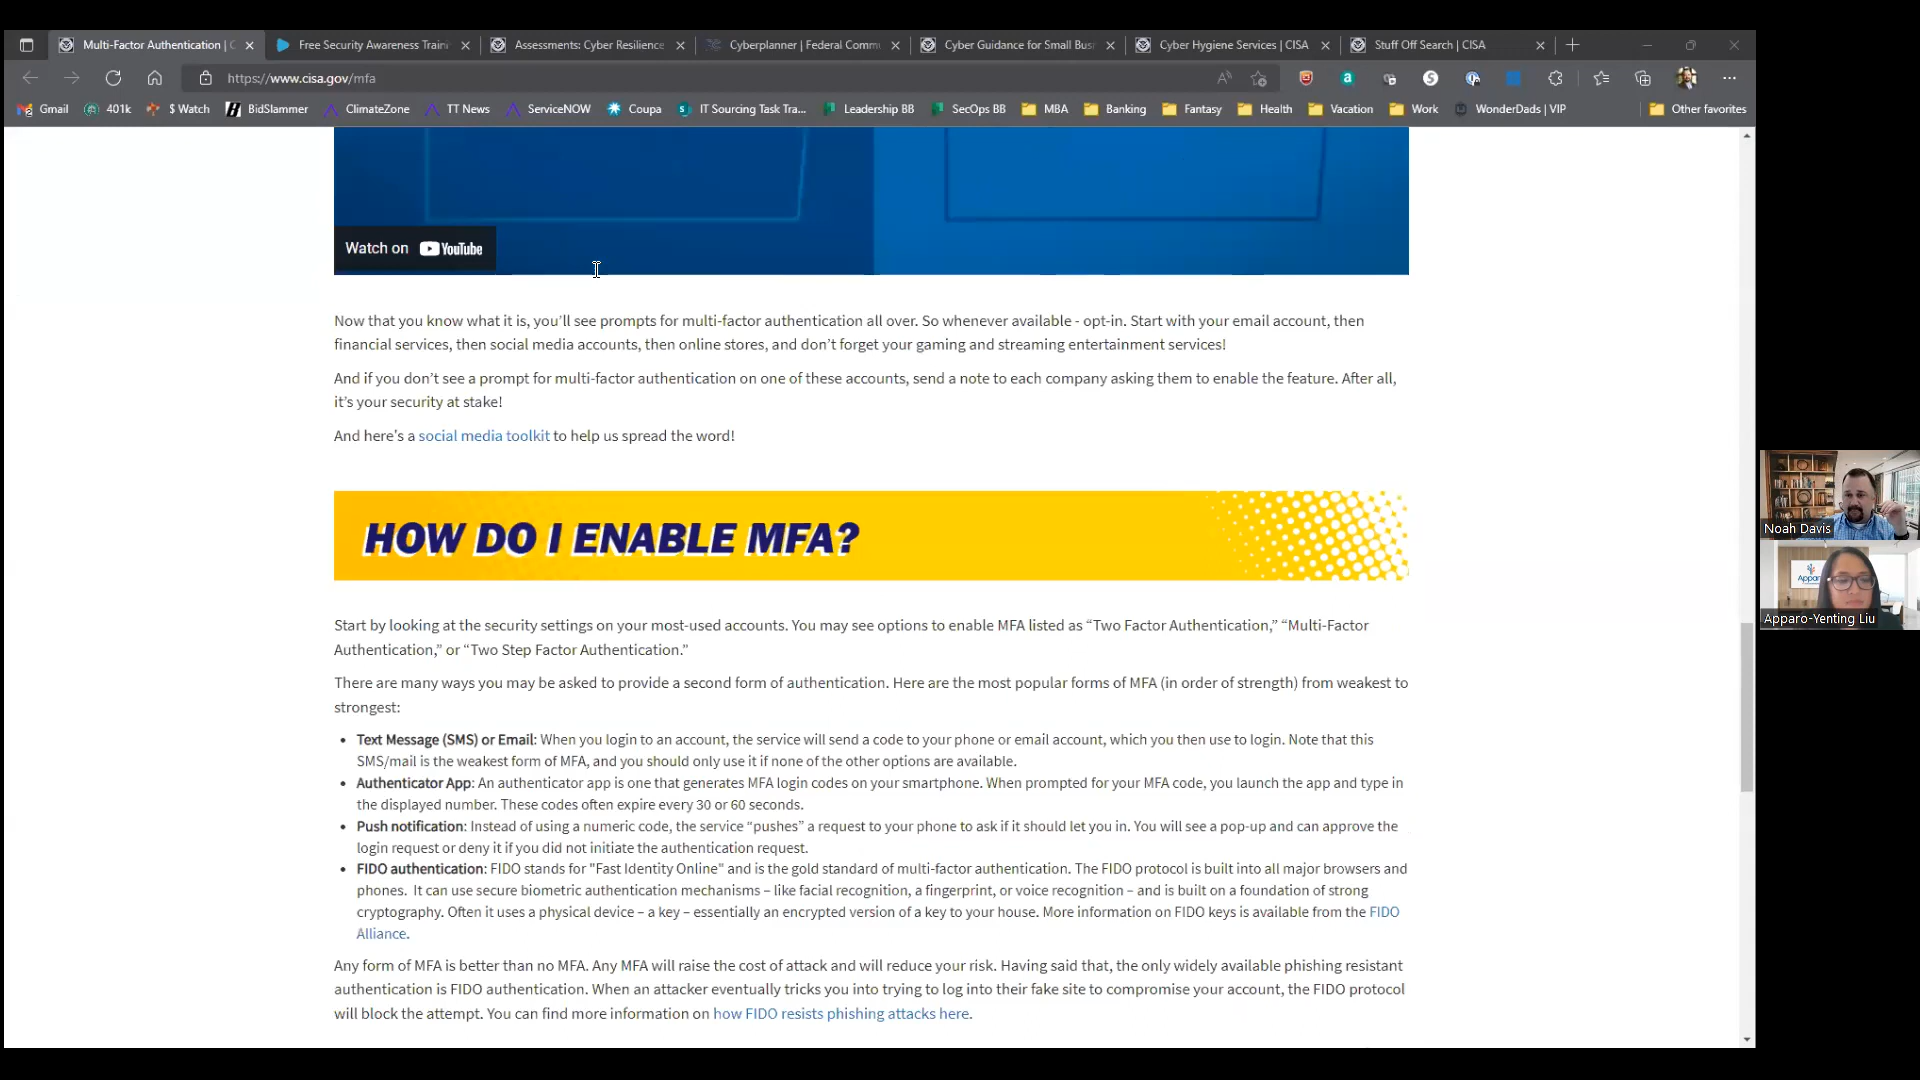 Multi-Factor Authentication | C
Free Security Awareness Traini
Assessments: Cyber Resilience
Cyberplanner | Federal Commu
Cyber Guidance for Small Busi
Cyber Hygiene Services | CISA
Stuff Off Search | CISA
https://www.cisa.gov/mfa
Gmail
401k
$ Watch
BidSlammer
ClimateZone
TT News
ServiceNOW
Coupa
IT Sourcing Task Tra...
Leadership BB
SecOps BB
MBA
Banking
Fantasy
Health
Vacation
Work
WonderDads | VIP
Other favorites
Watch on YouTube
Now that you know what it is, you’ll see prompts for multi-factor authentication all over. So whenever available - opt-in. Start with your email account, then
financial services, then social media accounts, then online stores, and don’t forget your gaming and streaming entertainment services!
And if you don’t see a prompt for multi-factor authentication on one of these accounts, send a note to each company asking them to enable the feature. After all,
it’s your security at stake!
And here’s a social media toolkit to help us spread the word!
HOW DO I ENABLE MFA?
Start by looking at the security settings on your most-used accounts. You may see options to enable MFA listed as “Two Factor Authentication,” “Multi-Factor
Authentication,” or “Two Step Factor Authentication.”
There are many ways you may be asked to provide a second form of authentication. Here are the most popular forms of MFA (in order of strength) from weakest to
strongest:
• Text Message (SMS) or Email: When you login to an account, the service will send a code to your phone or email account, which you then use to login. Note that this
SMS/mail is the weakest form of MFA, and you should only use it if none of the other options are available.
• Authenticator App: An authenticator app is one that generates MFA login codes on your smartphone. When prompted for your MFA code, you launch the app and type in
the displayed number. These codes often expire every 30 or 60 seconds.
• Push notification: Instead of using a numeric code, the service “pushes” a request to your phone to ask if it should let you in. You will see a pop-up and can approve the
login request or deny it if you did not initiate the authentication request.
• FIDO authentication: FIDO stands for "Fast Identity Online" and is the gold standard of multi-factor authentication. The FIDO protocol is built into all major browsers and
phones. It can use secure biometric authentication mechanisms – like facial recognition, a fingerprint, or voice recognition – and is built on a foundation of strong
cryptography. Often it uses a physical device – a key – essentially an encrypted version of a key to your house. More information on FIDO keys is available from the FIDO
Alliance.
Any form of MFA is better than no MFA. Any MFA will raise the cost of attack and will reduce your risk. Having said that, the only widely available phishing resistant
authentication is FIDO authentication. When an attacker eventually tricks you into trying to log into their fake site to compromise your account, the FIDO protocol
will block the attempt. You can find more information on how FIDO resists phishing attacks here.
Noah Davis
Appar
Apparo-Yenting Liu